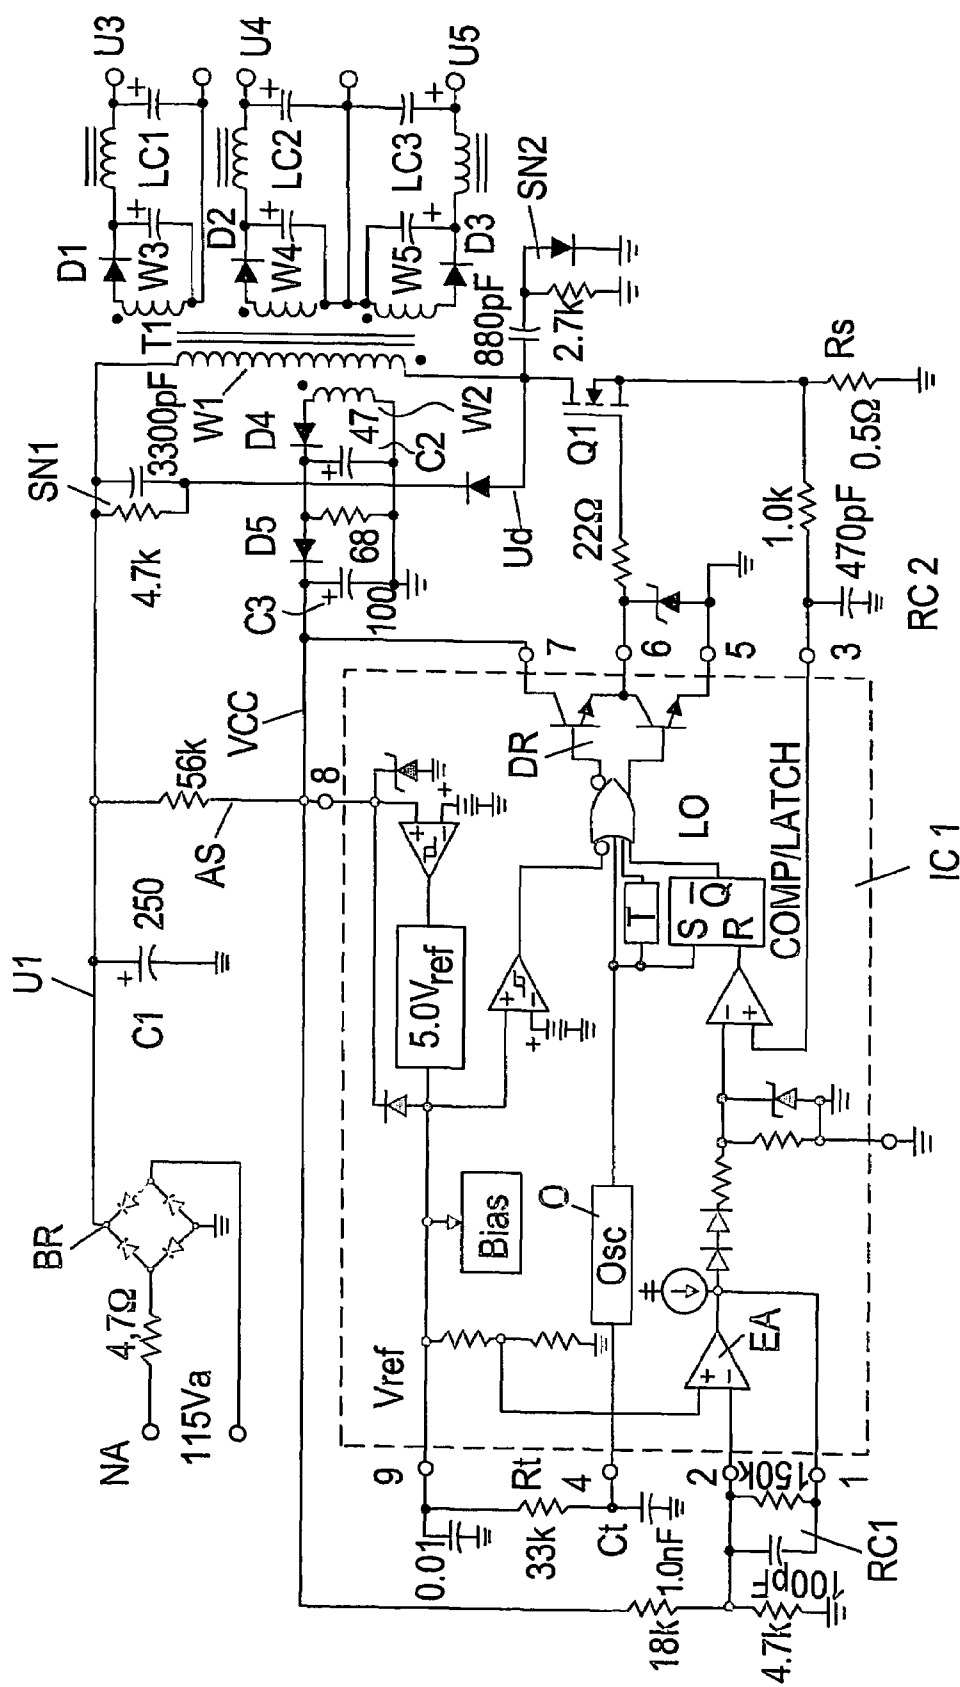 NA
4,7Ω
115Va
BR
U1
C1
+
250
AS
56k
VCC
SN1
4.7k
3300pF
W1
T1
D1
W3
+
LC1
+
U3
D2
W4
+
LC2
+
U4
W5
+
LC3
+
D3
U5
D4
W2
47
+
C2
D5
68
C3
+
100
Ud
880pF
2.7k
SN2
Q1
22Ω
Rs
0.5Ω
1.0k
470pF
RC2
7
6
5
3
8
DR
LO
+
−
+
5.0Vref
+
−
+
T
S
Q
R
COMP/LATCH
−
+
IC1
Bias
O
Osc
Vref
EA
+
−
9
Rt
4
2
1
0.01
33k
Ct
1.0nF
150k
100pF
RC1
18k
4.7k